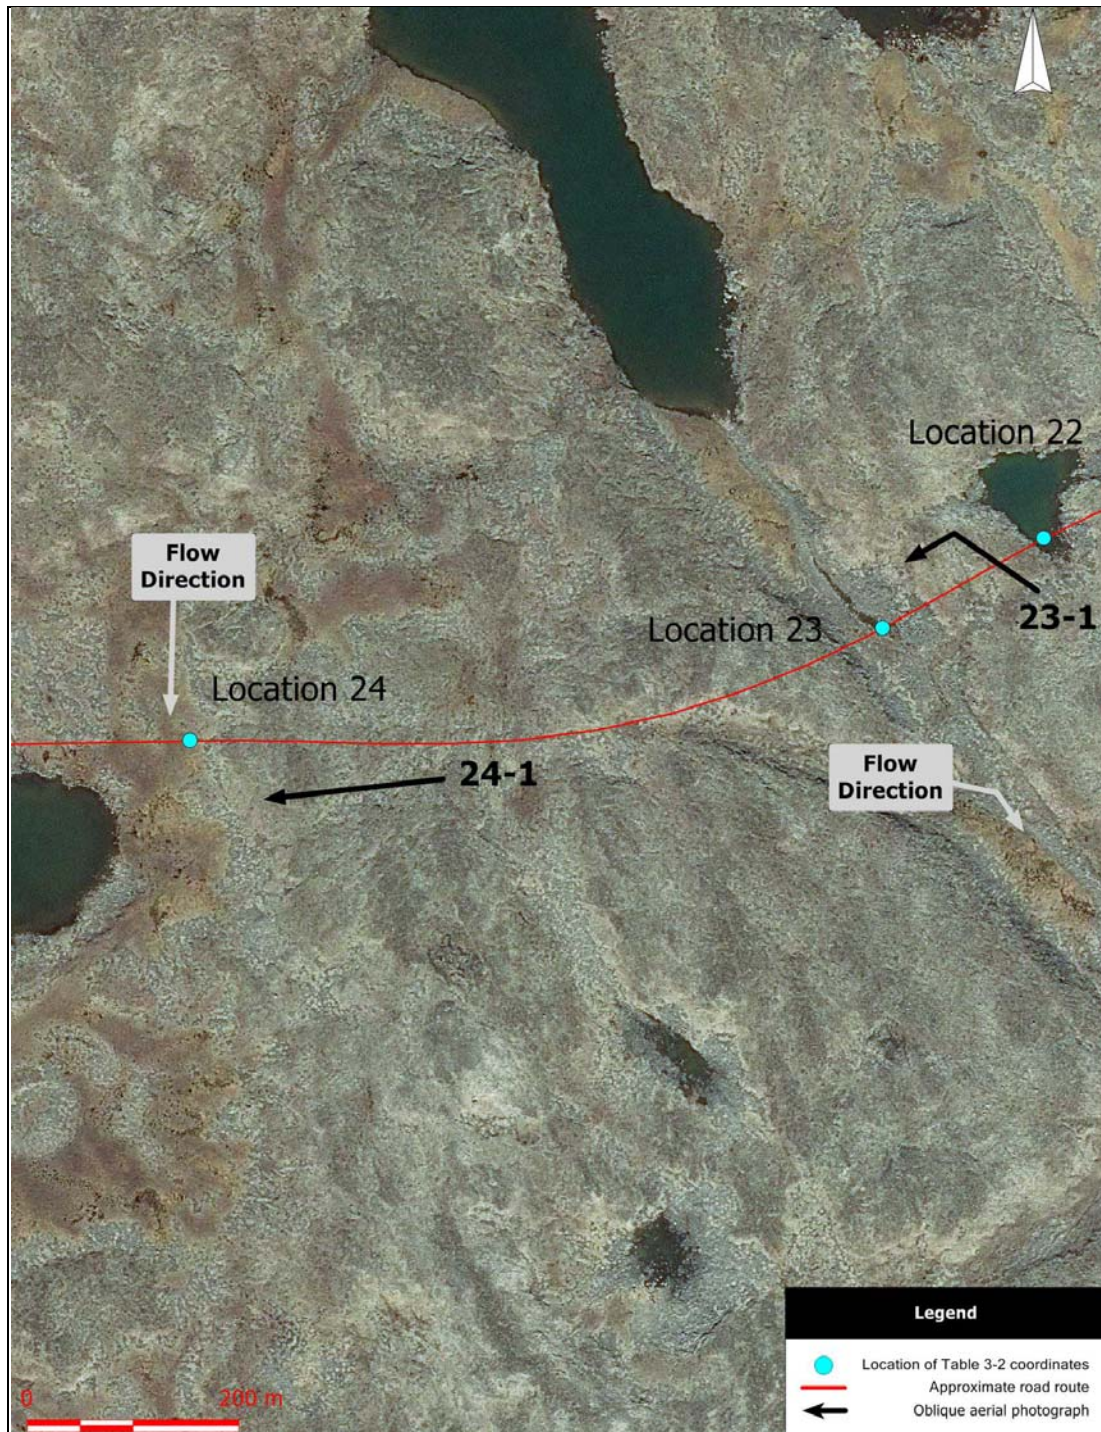 Location 22
Flow
Direction
23-1
Location 23
Location 24
24-1
Flow
Direction
Legend
Location of Table 3-2 coordinates
Approximate road route
Oblique aerial photograph
0
200 m